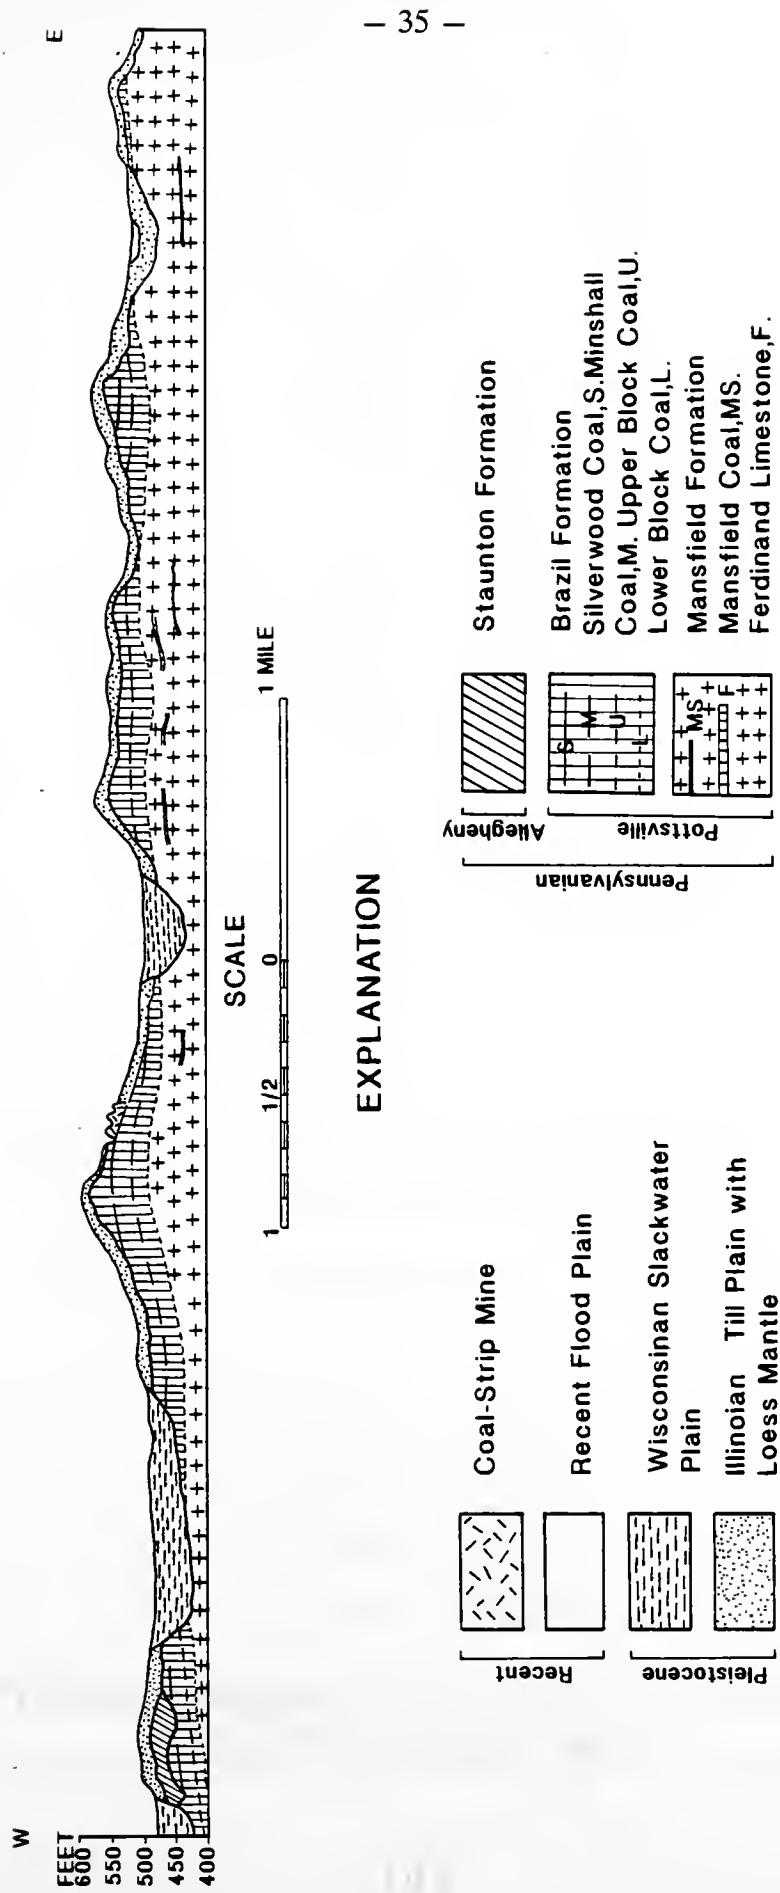 – 35 –
W
E
FEET
600
550
500
450
400
SCALE
1
1/2
0
1 MILE
EXPLANATION
Recent
Coal-Strip Mine
Recent Flood Plain
Pleistocene
Wisconsinan Slackwater
Plain
Illinoian Till Plain with
Loess Mantle
Pennsylvanian
Allegheny
Staunton Formation
Pottsville
S
M
U
L
Brazil Formation
Silverwood Coal,S.Minshall
Coal,M. Upper Block Coal,U.
Lower Block Coal,L.
MS
F
Mansfield Formation
Mansfield Coal,MS.
Ferdinand Limestone,F.